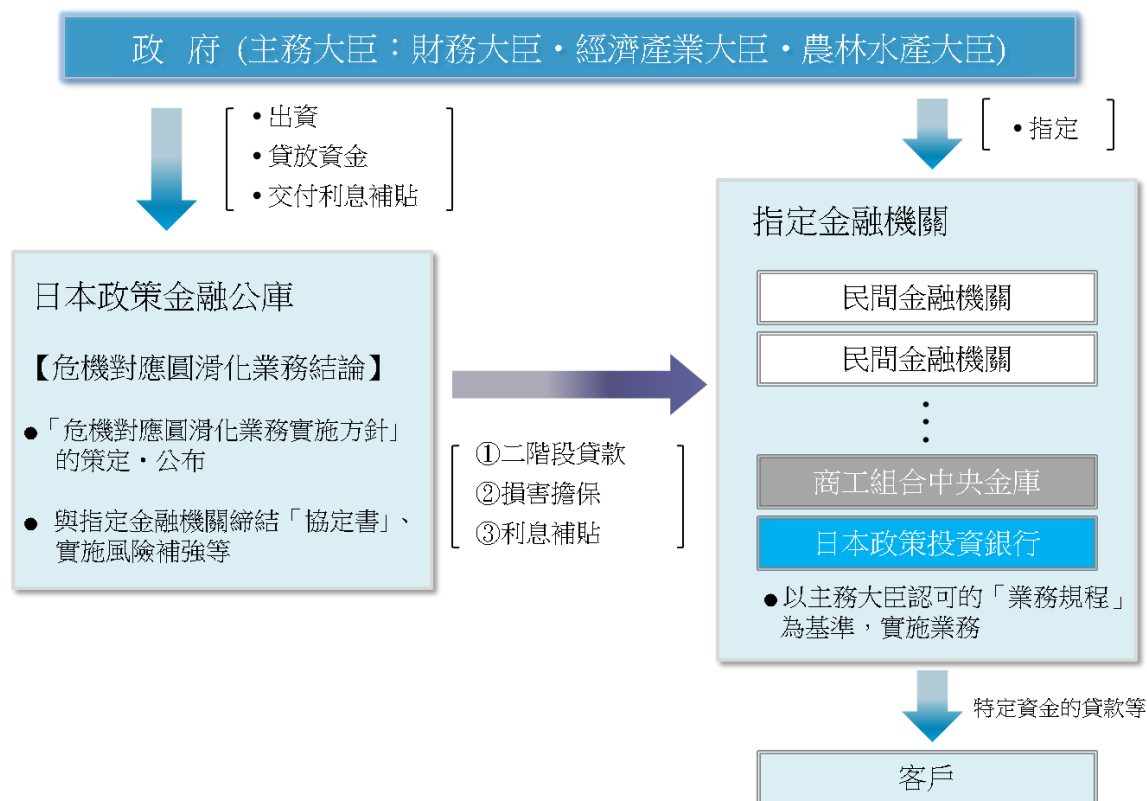 政 府 (主務大臣：財務大臣・經濟產業大臣・農林水產大臣)
•出資
•貸放資金
•交付利息補貼
•指定
日本政策金融公庫
【危機對應圓滑化業務結論】
●「危機對應圓滑化業務實施方針」
的策定・公布
● 與指定金融機關締結「協定書」、
實施風險補強等
①二階段貸款
②損害擔保
③利息補貼
指定金融機關
民間金融機關
民間金融機關
⋮
商工組合中央金庫
日本政策投資銀行
●以主務大臣認可的「業務規程」
為基準，實施業務
特定資金的貸款等
客戶